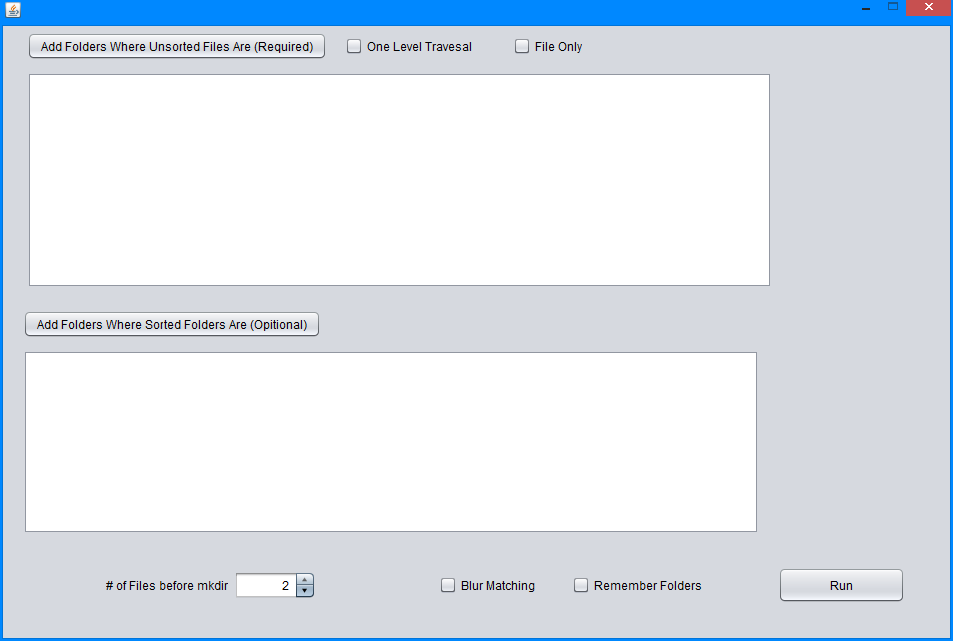 Add Folders Where Unsorted Files Are (Required) One Level Travesal File Only
Add Folders Where Sorted Folders Are (Opitional)
# of Files before mkdir 2 Blur Matching Remember Folders Run